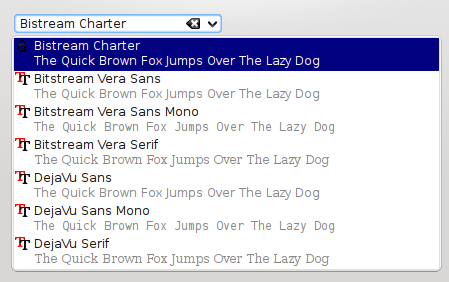 Bistream Charter
Bistream Charter
The Quick Brown Fox Jumps Over The Lazy Dog
Bitstream Vera Sans
The Quick Brown Fox Jumps Over The Lazy Dog
Bitstream Vera Sans Mono
The Quick Brown Fox Jumps Over The Lazy Dog
Bitstream Vera Serif
The Quick Brown Fox Jumps Over The Lazy Dog
DejaVu Sans
The Quick Brown Fox Jumps Over The Lazy Dog
DejaVu Sans Mono
The Quick Brown Fox Jumps Over The Lazy Dog
DejaVu Serif
The Quick Brown Fox Jumps Over The Lazy Dog